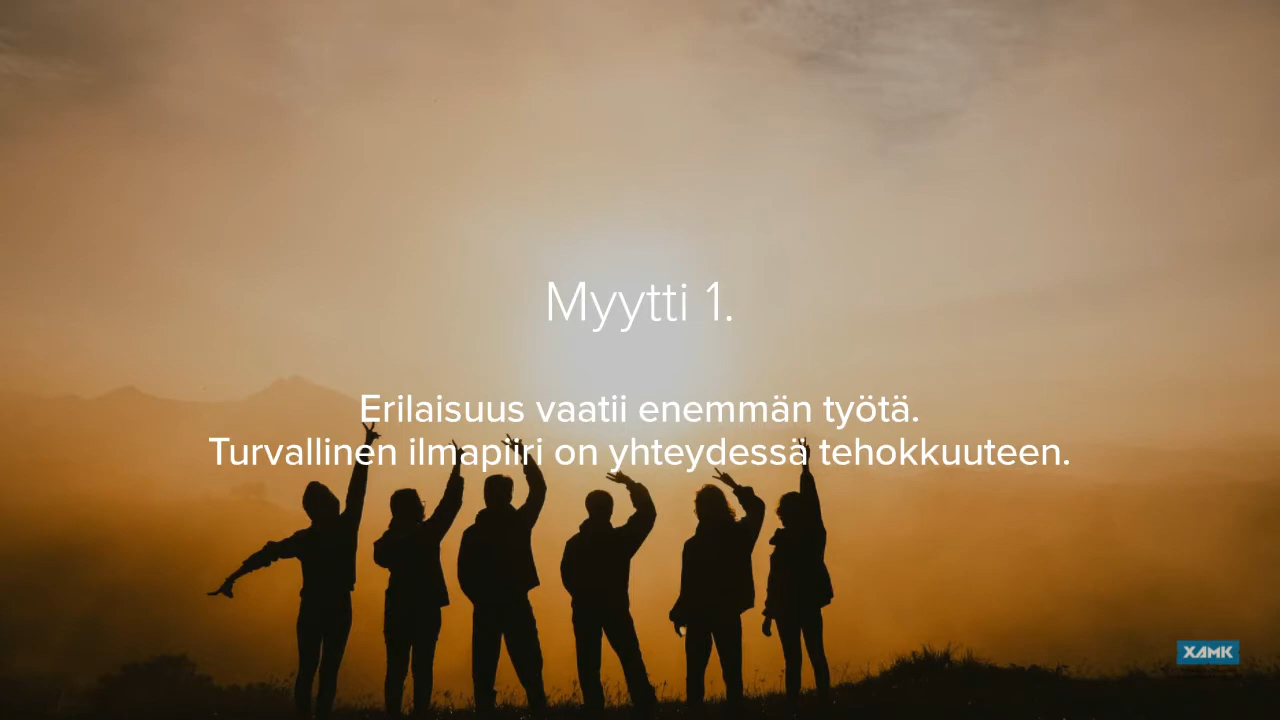 Myytti 1.
Erilaisuus vaatii enemmän työtä.
Turvallinen ilmapiiri on yhteydessä tehokkuuteen.
XAMK